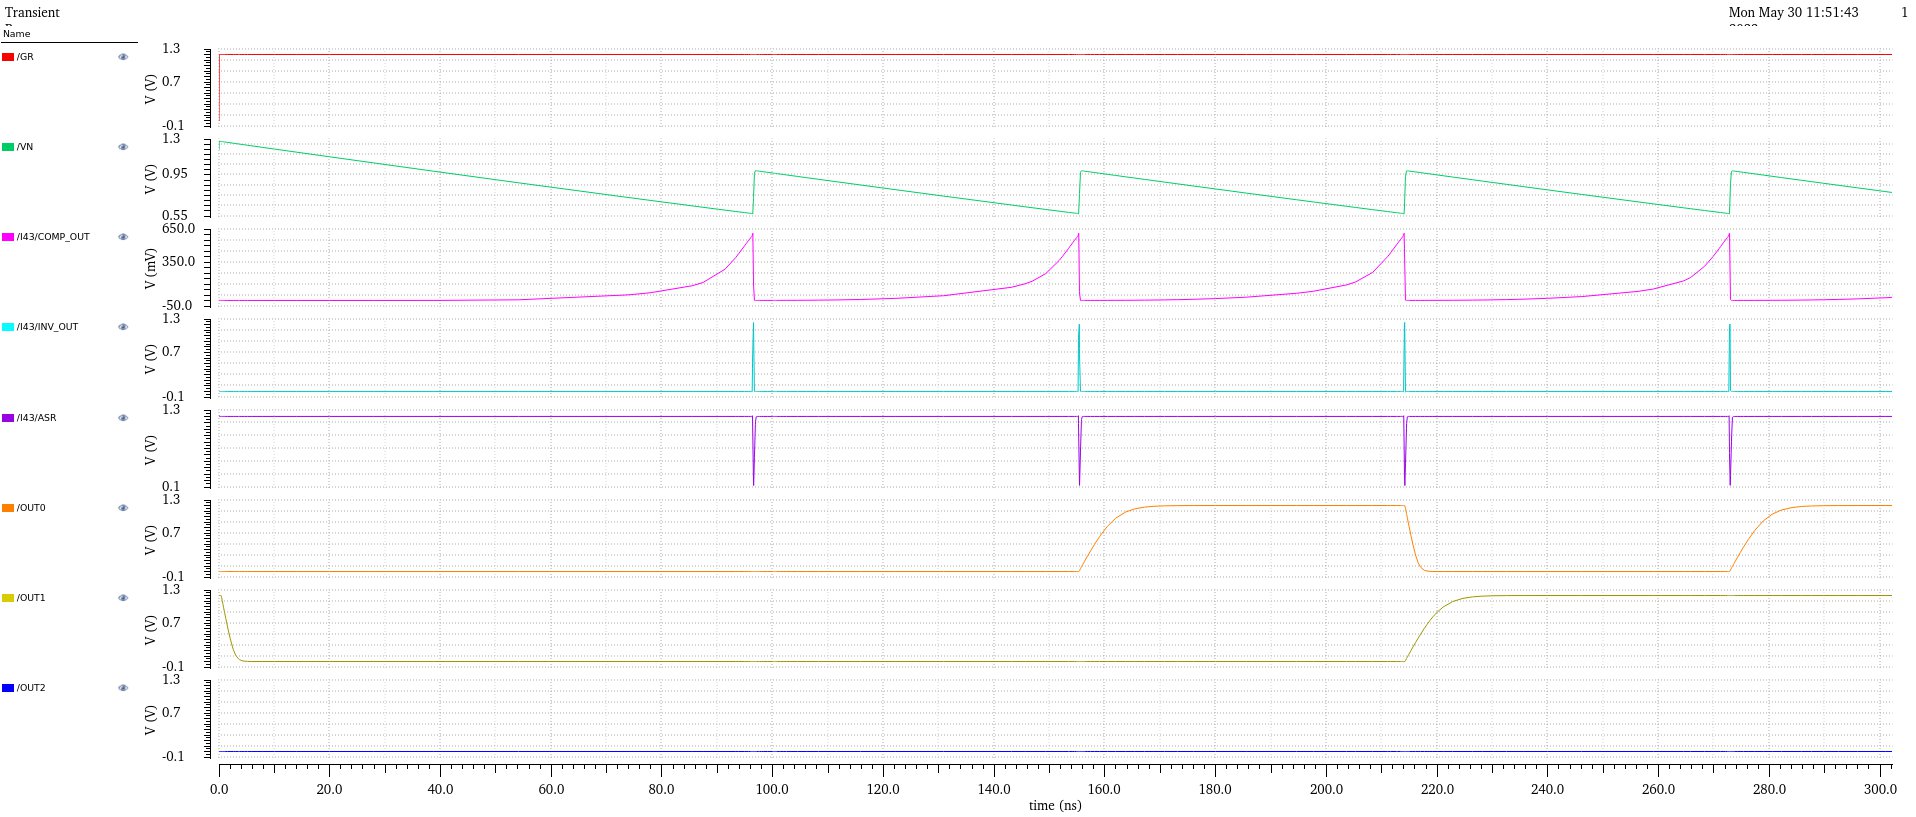 Transient
Mon May 30 11:51:43 1
Name
/GR
V (V)
1.3
0.7
-0.1
/VN
V (V)
1.3
0.95
0.55
/I43/COMP_OUT
V (mV)
650.0
350.0
-50.0
/I43/INV_OUT
V (V)
1.3
0.7
-0.1
/I43/ASR
V (V)
1.3
0.1
/OUT0
V (V)
1.3
0.7
-0.1
/OUT1
V (V)
1.3
0.7
-0.1
/OUT2
V (V)
1.3
0.7
-0.1
0.0 20.0 40.0 60.0 80.0 100.0 120.0 140.0 160.0 180.0 200.0 220.0 240.0 260.0 280.0 300.0
time (ns)